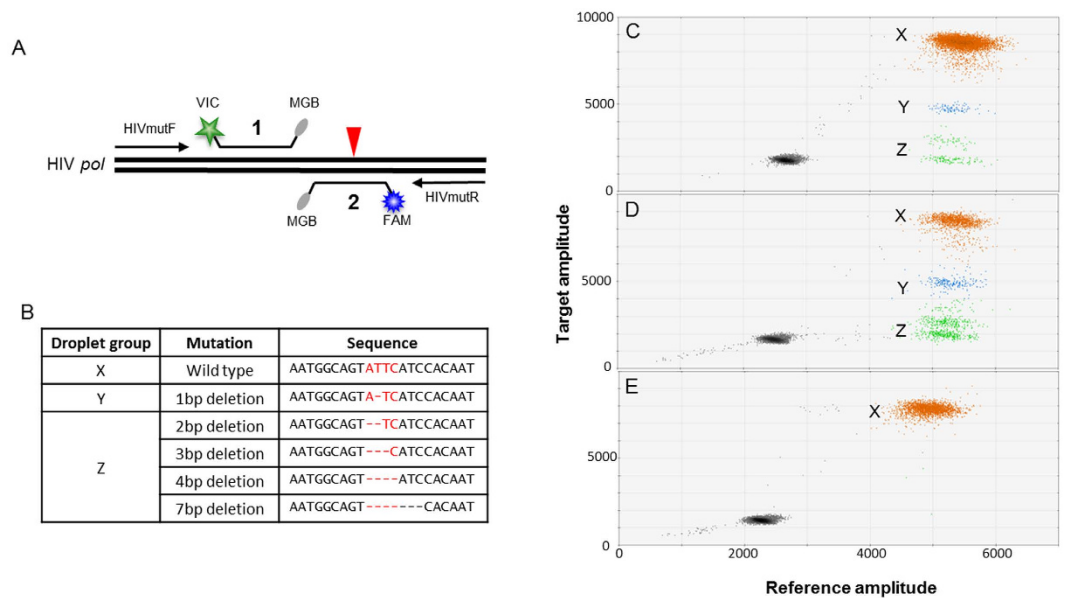 A
VIC
MGB
HIVmutF
1
HIV pol
MGB
2
FAM
HIVmutR
B
Droplet group Mutation Sequence
X Wild type AATGGCAGTATTCATCCACAAT
Y 1bp deletion AATGGCAGTA-TCATCCACAAT
Z
2bp deletion AATGGCAGT--TCATCCACAAT
3bp deletion AATGGCAGT---CATCCACAAT
4bp deletion AATGGCAGT----ATCCACAAT
7bp deletion AATGGCAGT-------CACAAT
Target amplitude
10000
C
X
5000
Y
Z
0
D
X
5000
Y
Z
0
E
X
5000
0
0 2000 4000 6000
Reference amplitude